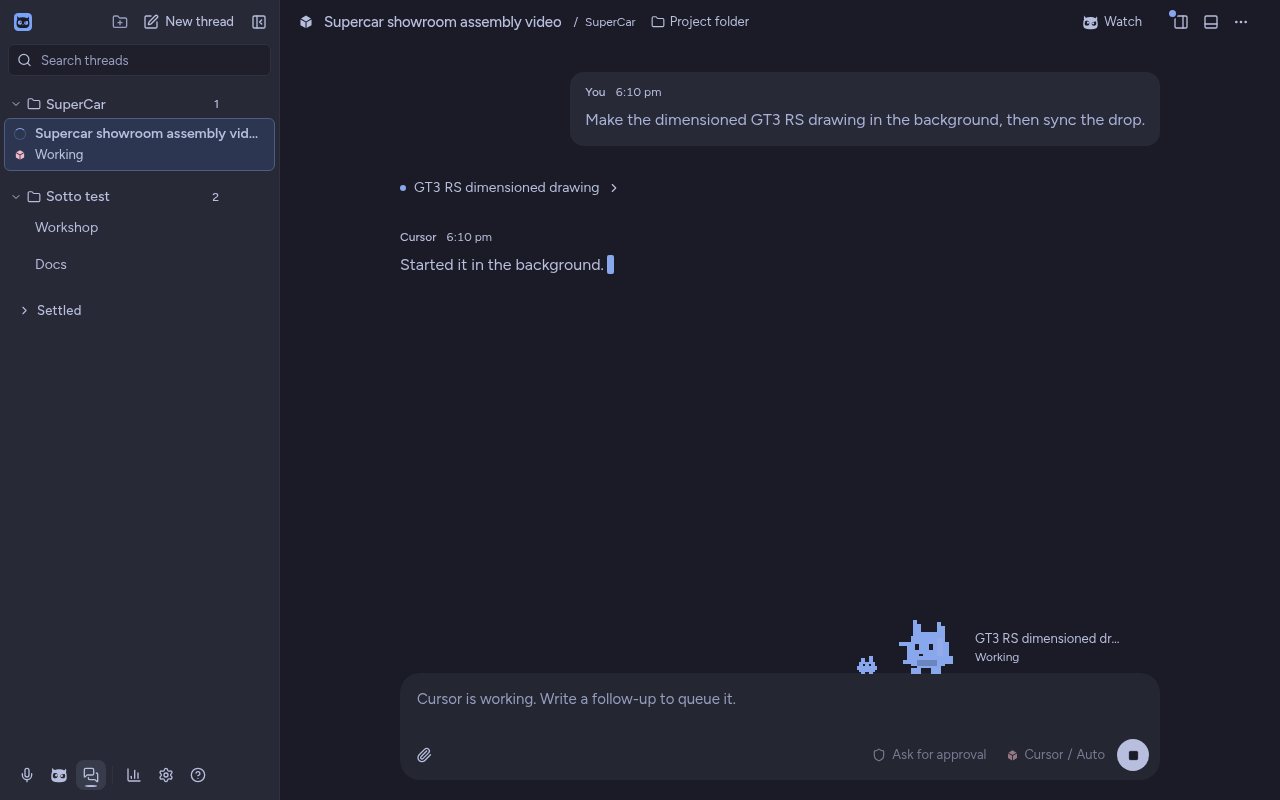 New thread
Search threads
SuperCar 1
Supercar showroom assembly vid...
Working
Sotto test 2
Workshop
Docs
Settled
Supercar showroom assembly video / SuperCar Project folder
Watch
You 6:10 pm
Make the dimensioned GT3 RS drawing in the background, then sync the drop.
GT3 RS dimensioned drawing
Cursor 6:10 pm
Started it in the background.
GT3 RS dimensioned dr...
Working
Cursor is working. Write a follow-up to queue it.
Ask for approval
Cursor / Auto